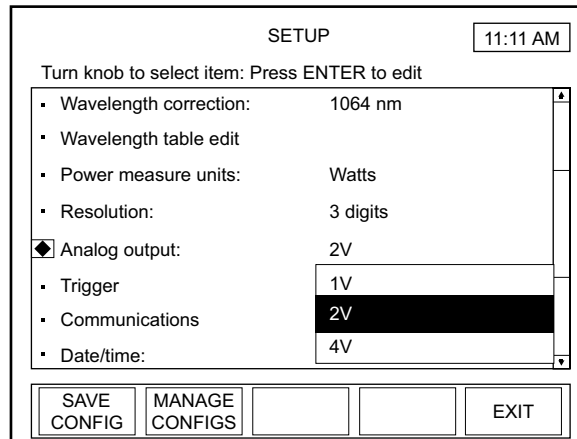 SETUP
11:11 AM
Turn knob to select item: Press ENTER to edit
Wavelength correction: 1064 nm
Wavelength table edit
Power measure units: Watts
Resolution: 3 digits
Analog output: 2V
Trigger 1V
Communications 2V
Date/time: 4V
SAVE CONFIG
MANAGE CONFIGS
EXIT